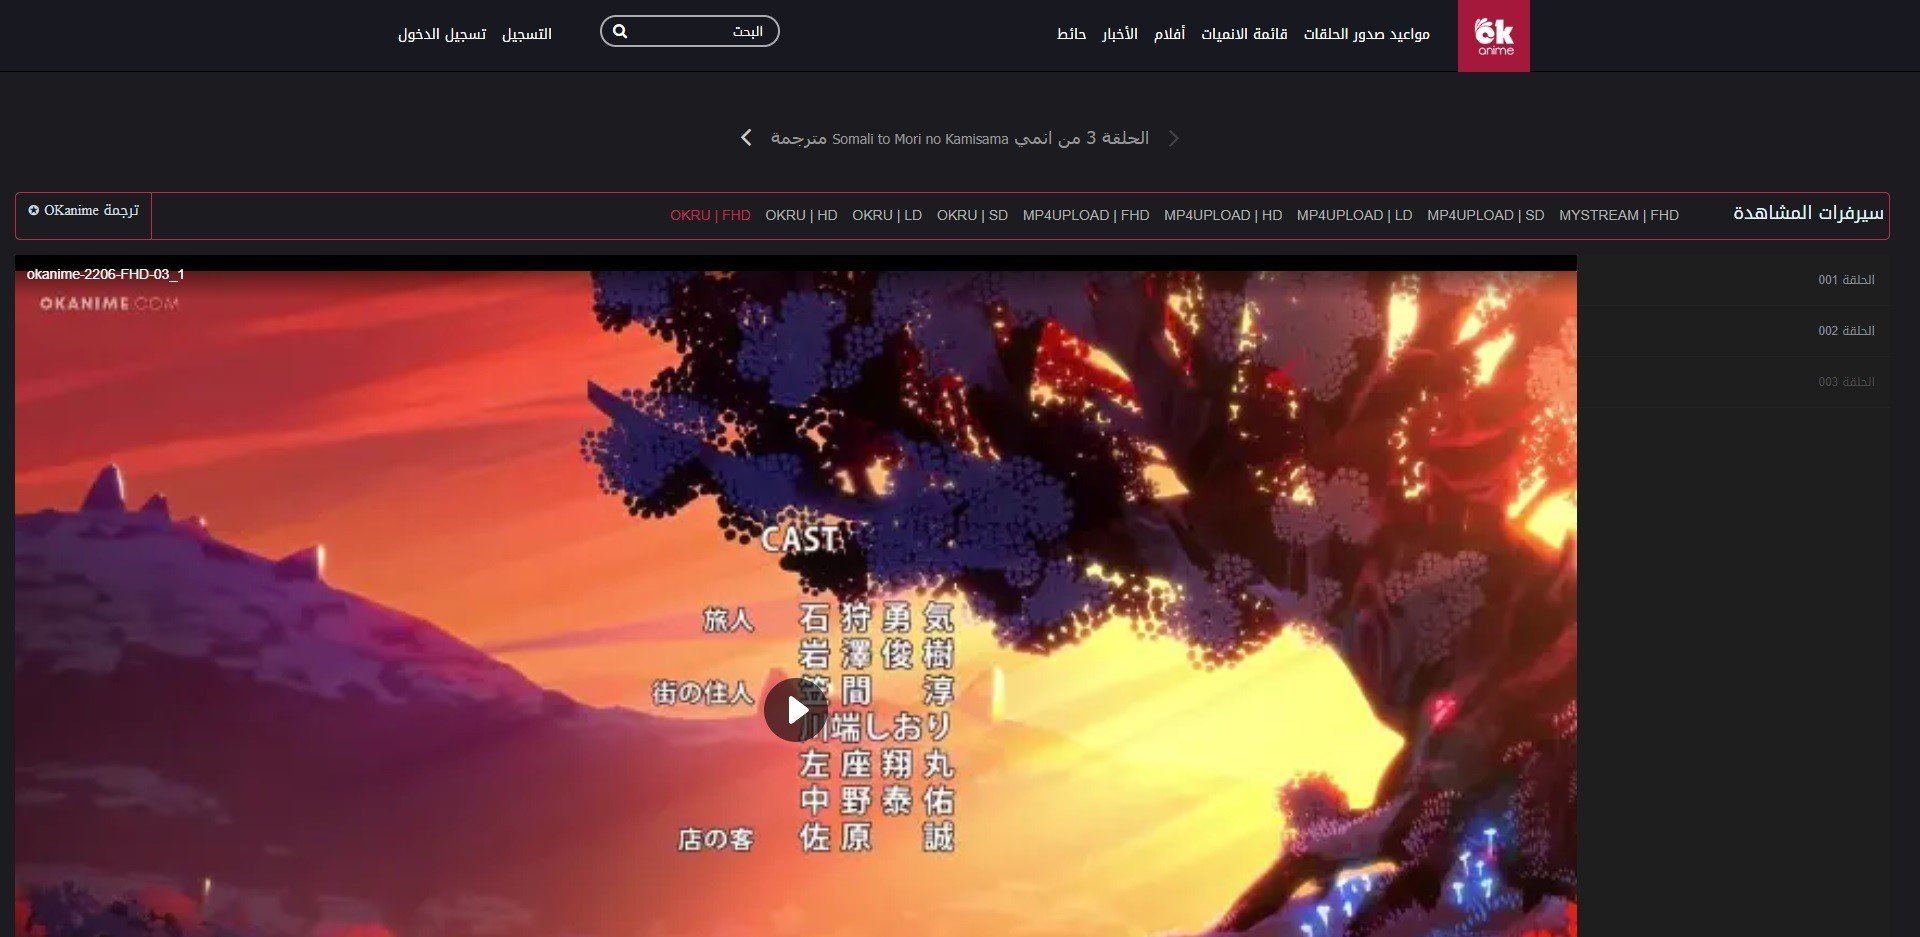 ok
anime
مواعيد صدور الحلقات
قائمة الانميات
أفلام
الأخبار
حائط
البحث
التسجيل
تسجيل الدخول
الحلقة 3 من انمي Somali to Mori no Kamisama مترجمة
سيرفرات المشاهدة
OKRU | FHD
OKRU | HD
OKRU | LD
OKRU | SD
MP4UPLOAD | FHD
MP4UPLOAD | HD
MP4UPLOAD | LD
MP4UPLOAD | SD
MYSTREAM | FHD
ترجمة OKanime
الحلقة 001
الحلقة 002
الحلقة 003
okanime-2206-FHD-03_1
OKANIME.COM
CAST
旅人 石狩勇気
岩澤俊樹
街の住人 笠間 淳
川端しおり
左座翔丸
中野泰佑
店の客 佐原 誠